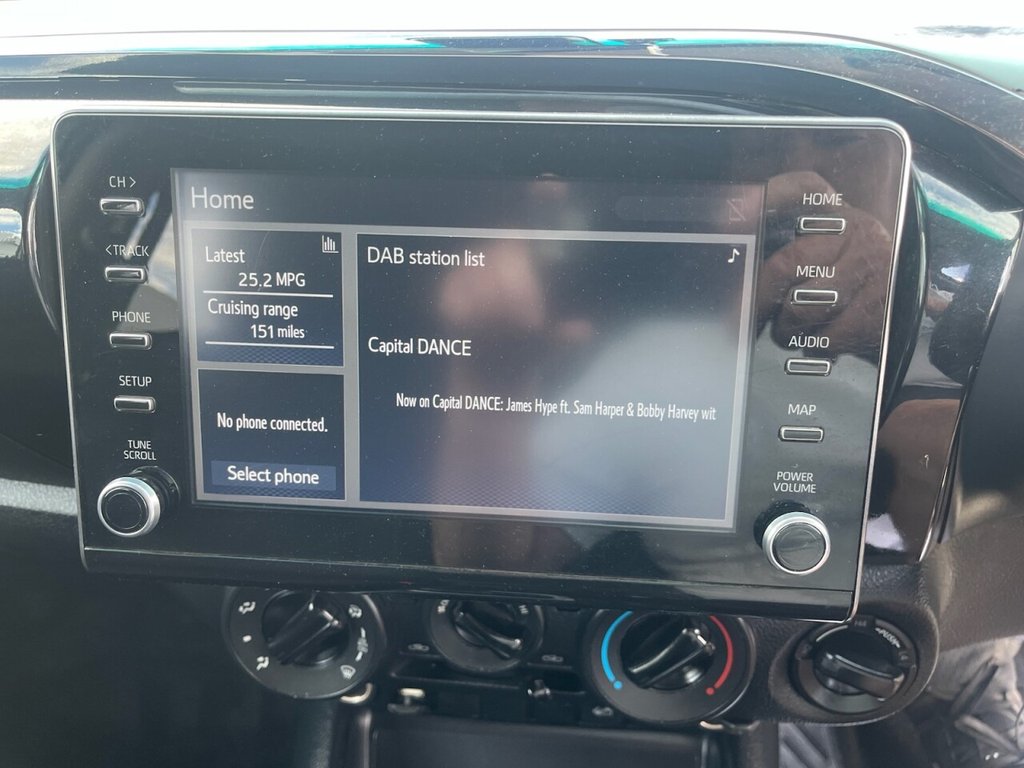 CH >
< TRACK
PHONE
SETUP
TUNE
SCROLL
Home
Latest
25.2 MPG
Cruising range
151 miles
No phone connected.
Select phone
DAB station list
Capital DANCE
Now on Capital DANCE: James Hype ft. Sam Harper & Bobby Harvey wit
HOME
MENU
AUDIO
MAP
POWER
VOLUME
PUSH